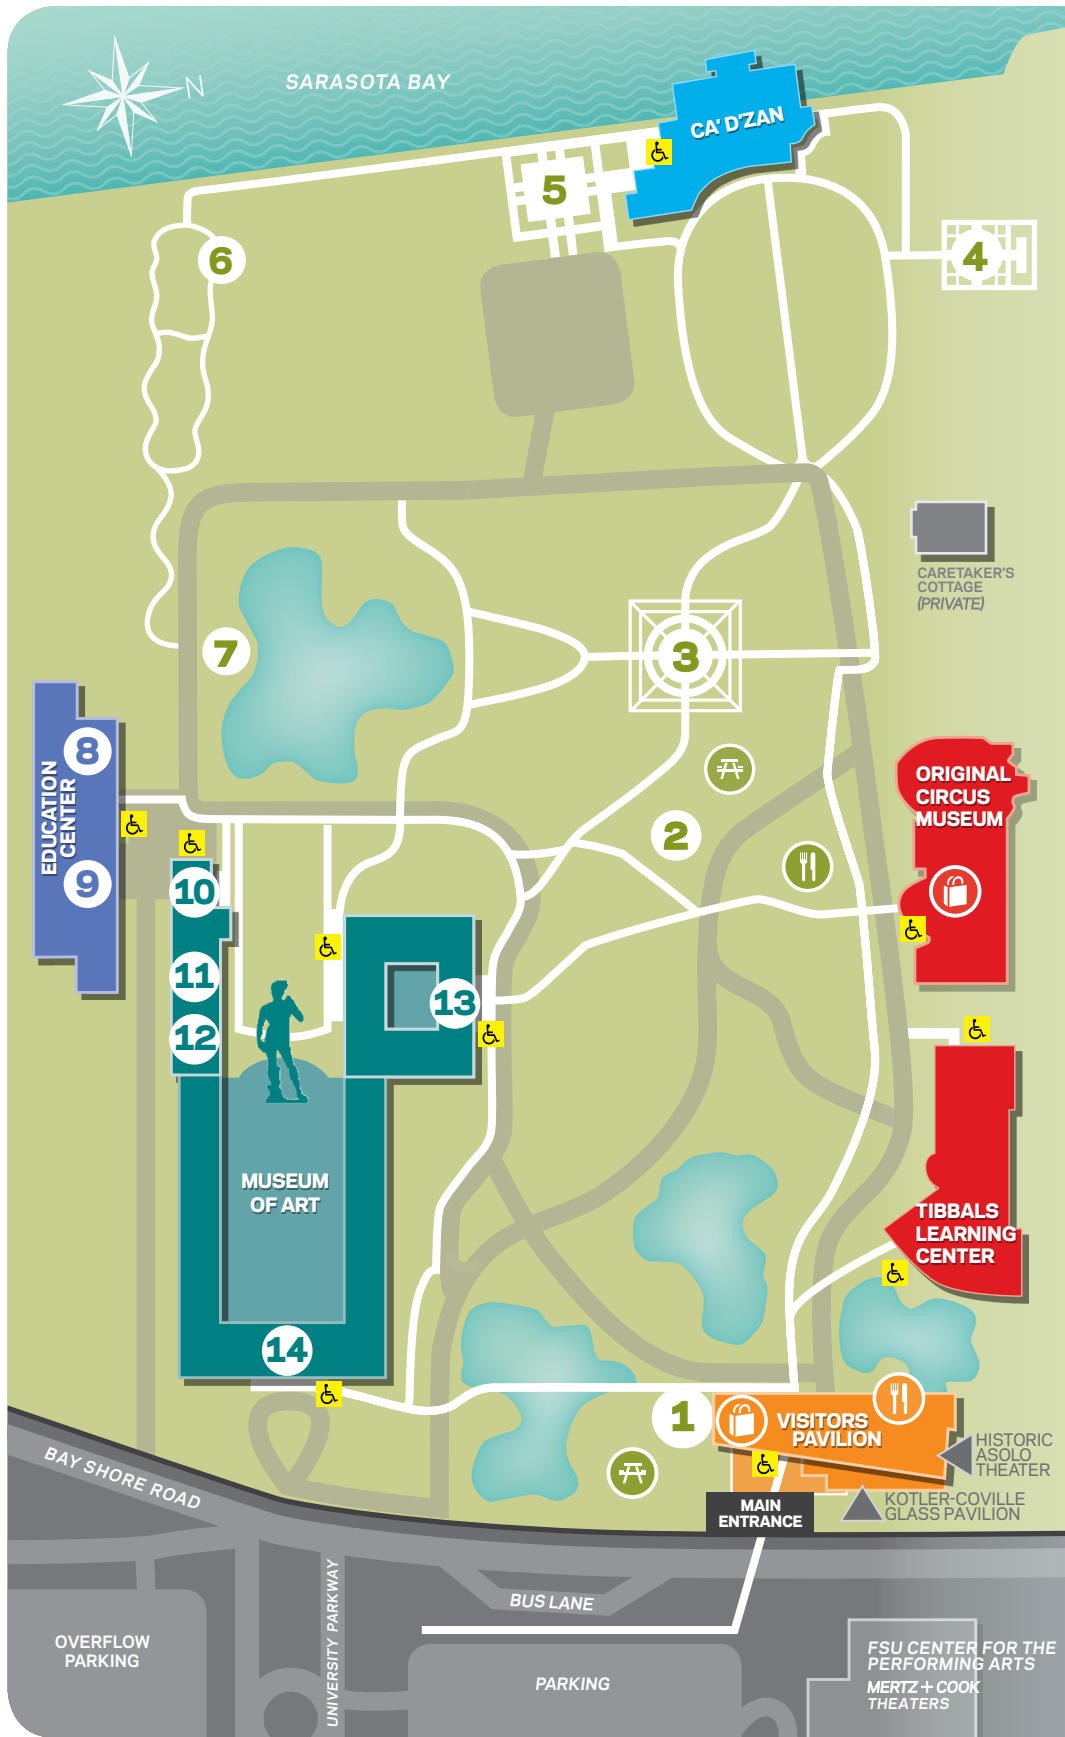 N
SARASOTA BAY
CA' D'ZAN
5
6
4
CARETAKER'S
COTTAGE
(PRIVATE)
7
3
8
EDUCATION
CENTER
9
2
ORIGINAL
CIRCUS
MUSEUM
10
11
12
13
MUSEUM
OF ART
TIBBALS
LEARNING
CENTER
14
1
VISITORS
PAVILION
HISTORIC
ASOLO
THEATER
KOTLER-COVILLE
GLASS PAVILION
MAIN
ENTRANCE
BAY SHORE ROAD
UNIVERSITY PARKWAY
BUS LANE
OVERFLOW
PARKING
PARKING
FSU CENTER FOR THE
PERFORMING ARTS
MERTZ + COOK
THEATERS